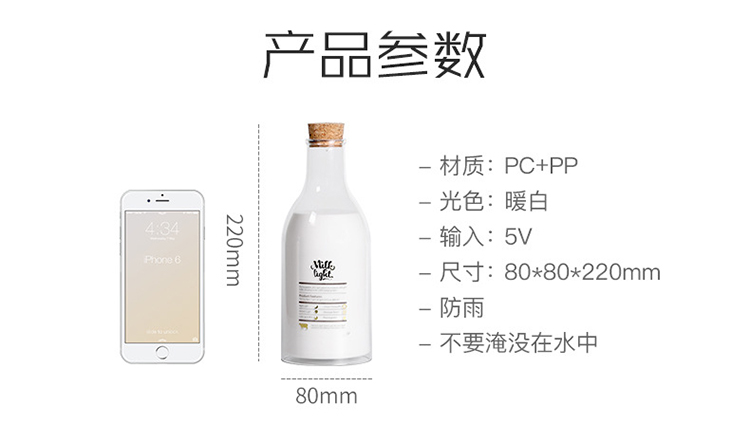 产品参数
4:34
iPhone 6
220mm
Milk
light
80mm
- 材质：PC+PP
- 光色：暖白
- 输入：5V
- 尺寸：80*80*220mm
- 防雨
- 不要淹没在水中